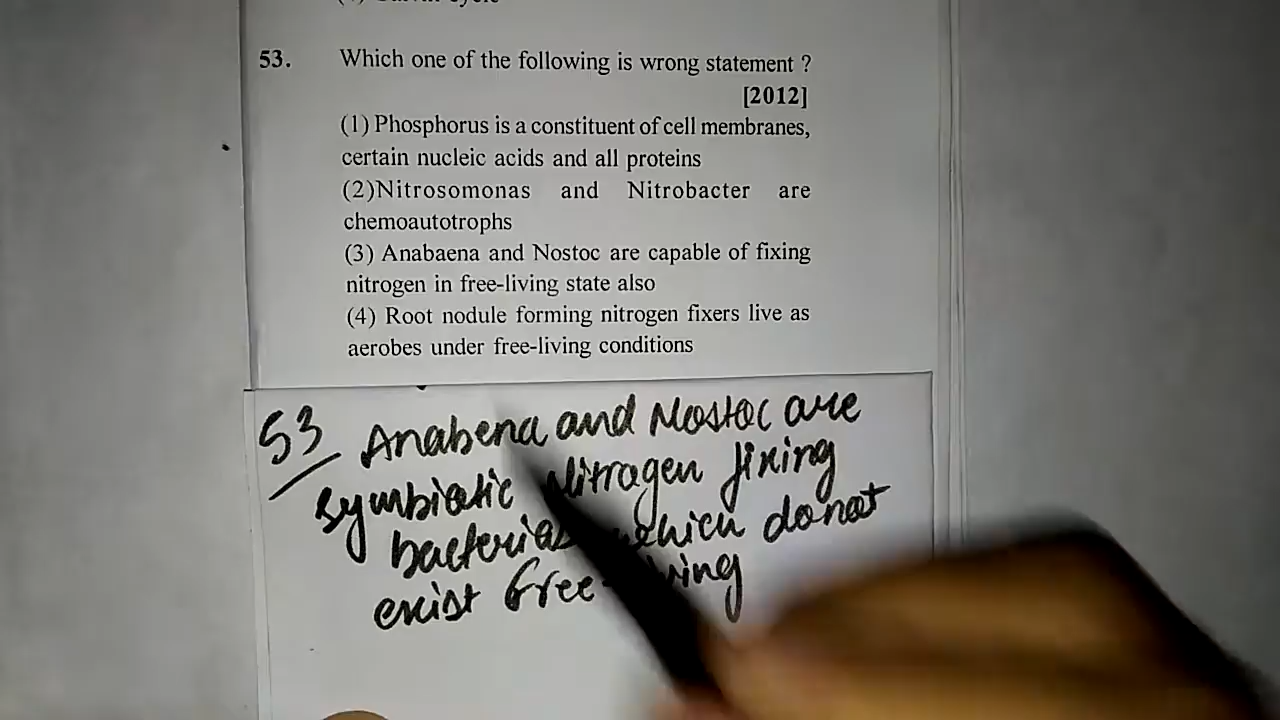 53. Which one of the following is wrong statement ?
[2012]
(1) Phosphorus is a constituent of cell membranes,
certain nucleic acids and all proteins
(2)Nitrosomonas and Nitrobacter are
chemoautotrophs
(3) Anabaena and Nostoc are capable of fixing
nitrogen in free-living state also
(4) Root nodule forming nitrogen fixers live as
aerobes under free-living conditions
53 Anabena and Nostoc are
symbiotic Nitrogen fixing
bacterias which donot
exist free